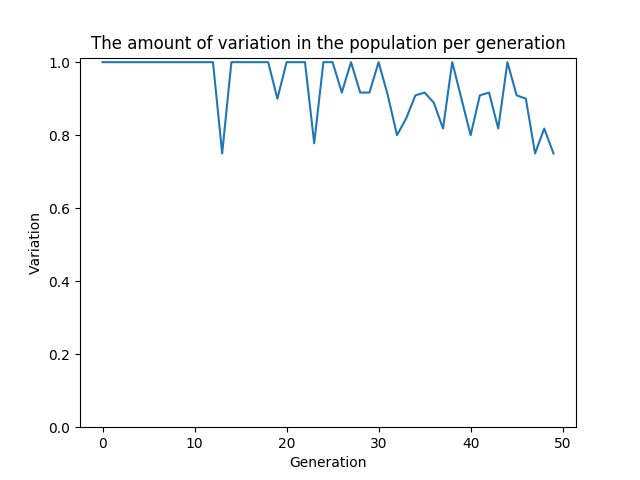 The amount of variation in the population per generation
1.0
0.8
0.6
0.4
0.2
0.0
Variation
0 10 20 30 40 50
Generation